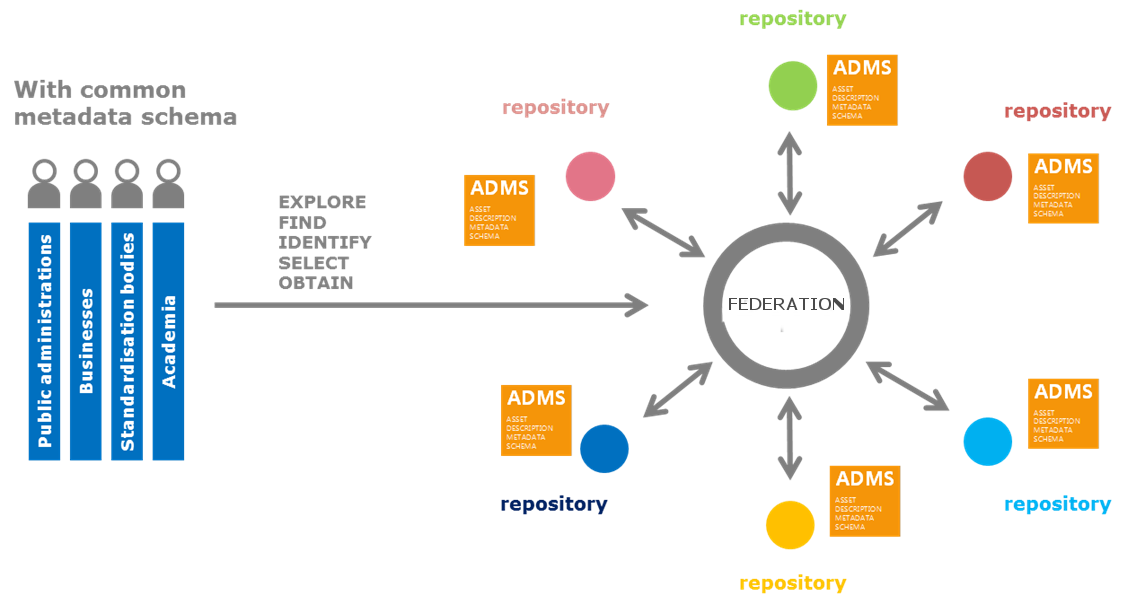 With common
metadata schema
Public administrations
Businesses
Standardisation bodies
Academia
EXPLORE
FIND
IDENTIFY
SELECT
OBTAIN
FEDERATION
repository
ADMS
ASSET
DESCRIPTION
METADATA
SCHEMA
repository
ADMS
ASSET
DESCRIPTION
METADATA
SCHEMA
repository
ADMS
ASSET
DESCRIPTION
METADATA
SCHEMA
ADMS
ASSET
DESCRIPTION
METADATA
SCHEMA
repository
ADMS
ASSET
DESCRIPTION
METADATA
SCHEMA
repository
ADMS
ASSET
DESCRIPTION
METADATA
SCHEMA
repository